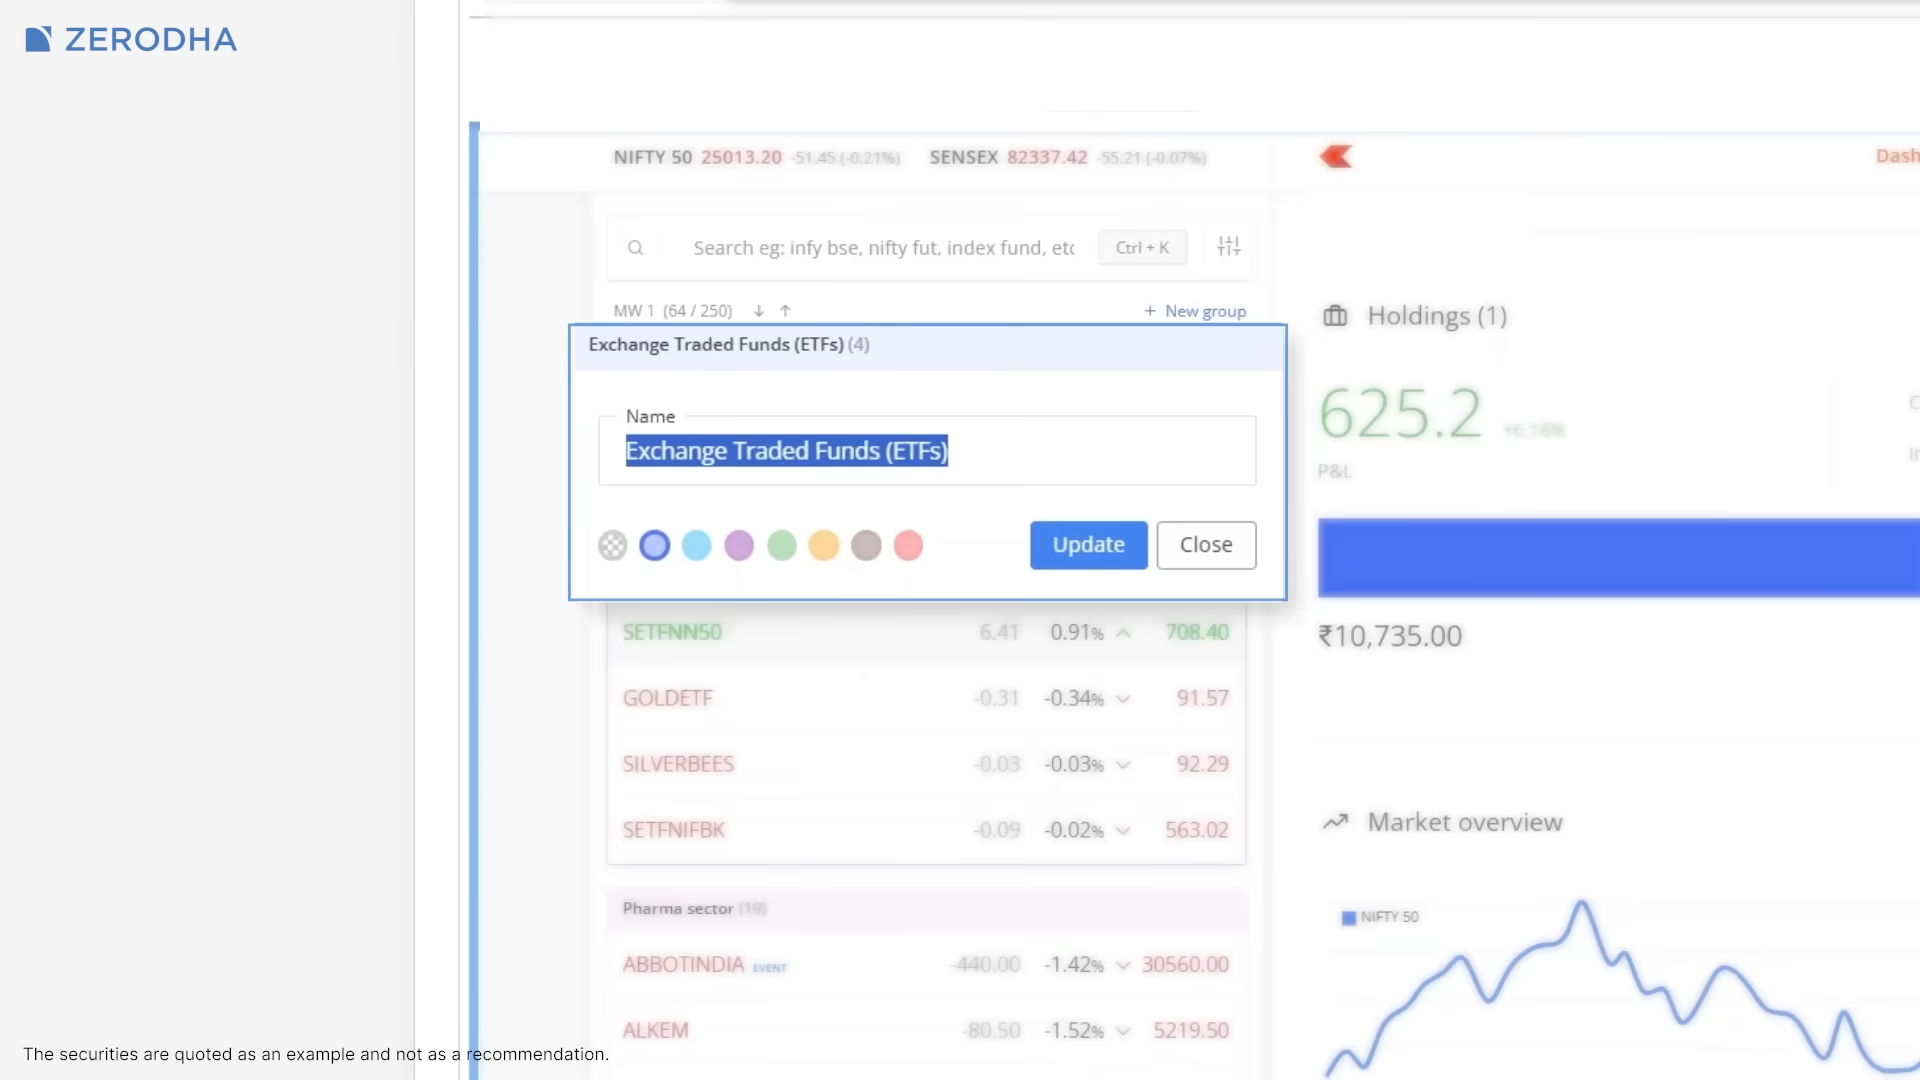 ZERODHA
NIFTY 50 25013.20 -51.45 (-0.21%) SENSEX 82337.42 -55.21 (-0.07%)
Dash
Search eg: infy bse, nifty fut, index fund, etc Ctrl + K
MW 1 (64 / 250) + New group
Exchange Traded Funds (ETFs) (4)
Name
Exchange Traded Funds (ETFs)
Update Close
SETFNN50 6.41 0.91% 708.40
GOLDETF -0.31 -0.34% 91.57
SILVERBEES -0.03 -0.03% 92.29
SETFNIFBK -0.09 -0.02% 563.02
Pharma sector (19)
ABBOTINDIA EVENT -440.00 -1.42% 30560.00
ALKEM -80.50 -1.52% 5219.50
Holdings (1)
625.2 +6.18%
P&L
C
In
₹10,735.00
Market overview
NIFTY 50
The securities are quoted as an example and not as a recommendation.